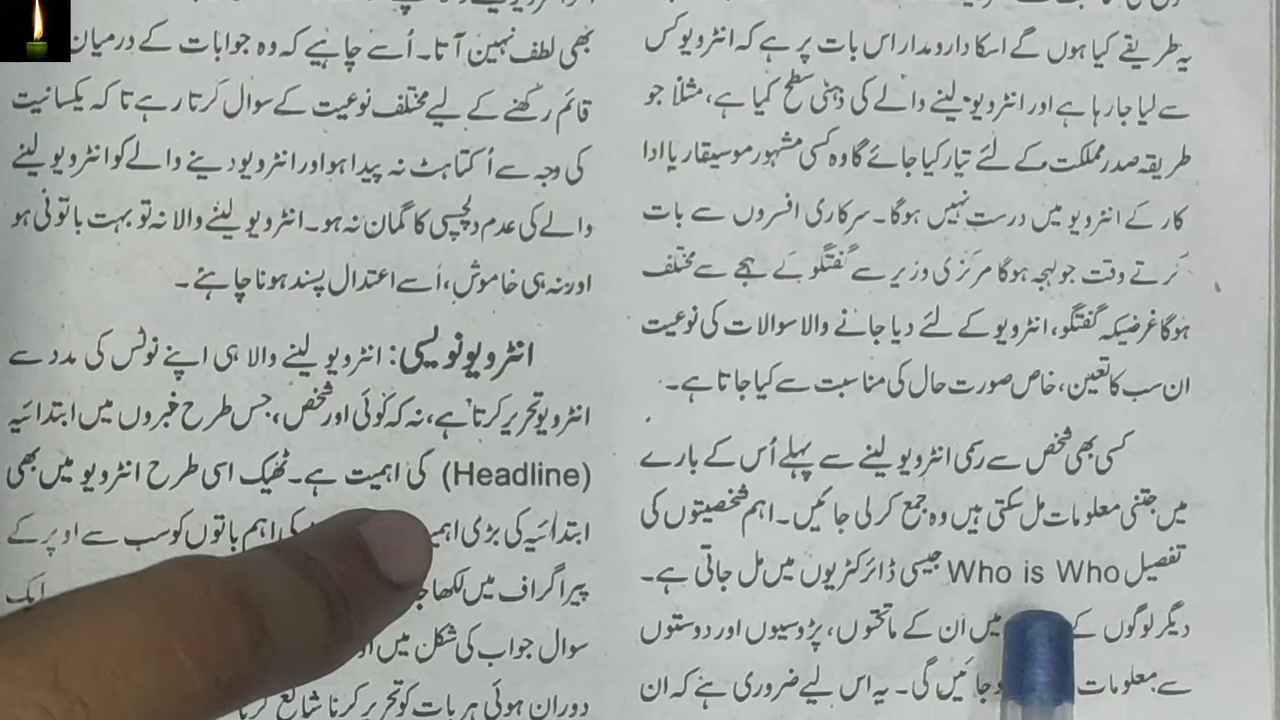 یہ طریقے کیا ہوں گے اسکا دارومدار اس بات پر ہے کہ انٹرویو کس
سے لیا جا رہا ہے اور انٹرویو لینے والے کی ذہنی سطح کیا ہے، مثلاً جو
طریقہ صدر مملکت کے لئے تیار کیا جائے گا وہ کسی مشہور موسیقار یا ادا
کار کے انٹرویو میں درست نہیں ہوگا۔ سرکاری افسروں سے بات
کرتے وقت جو لہجہ ہوگا مرکزی وزیر سے گفتگو کے لہجے سے مختلف
ہوگا غرضیکہ گفتگو، انٹرویو کے لئے دیا جانے والا سوالات کی نوعیت
ان سب کا تعین، خاص صورت حال کی مناسبت سے کیا جاتا ہے۔
کسی بھی شخص سے رسمی انٹرویو لینے سے پہلے اُس کے بارے
میں جتنی معلومات مل سکتی ہیں وہ جمع کر لی جائیں۔ اہم شخصیتوں کی
تفصیل Who is Who جیسی ڈائرکٹریوں میں مل جاتی ہے۔
دیگر لوگوں کے میں اُن کے ماتحتوں، پڑوسیوں اور دوستوں
سے معلومات جائیں گی۔ یہ اس لیے ضروری ہے کہ ان
بھی لطف نہیں آتا۔ اُسے چاہیے کہ وہ جوابات کے درمیان
قائم رکھنے کے لیے مختلف نوعیت کے سوال کرتا رہے تا کہ یکسانیت
کی وجہ سے اُکتاہٹ نہ پیدا ہو اور انٹرویو دینے والے کو انٹرویو لینے
والے کی عدم دلچسپی کا گمان نہ ہو۔ انٹرویو لینے والا نہ تو بہت باتونی ہو
اور نہ ہی خاموش، اُسے اعتدال پسند ہونا چاہئے۔
انٹرویو نویسی: انٹرویو لینے والا ہی اپنے نوٹس کی مدد سے
انٹرویو تحریر کرتا ہے، نہ کہ کوئی اور شخص، جس طرح خبروں میں ابتدائیہ
(Headline) کی اہمیت ہے۔ ٹھیک اسی طرح انٹرویو میں بھی
ابتدائیہ کی بڑی کی اہم باتوں کو سب سے اوپر کے
پیراگراف میں لکھا ایک
سوال جواب کی شکل میں
دوران ہوئی ہر بات کو تحریر کرنا شائع کرنا